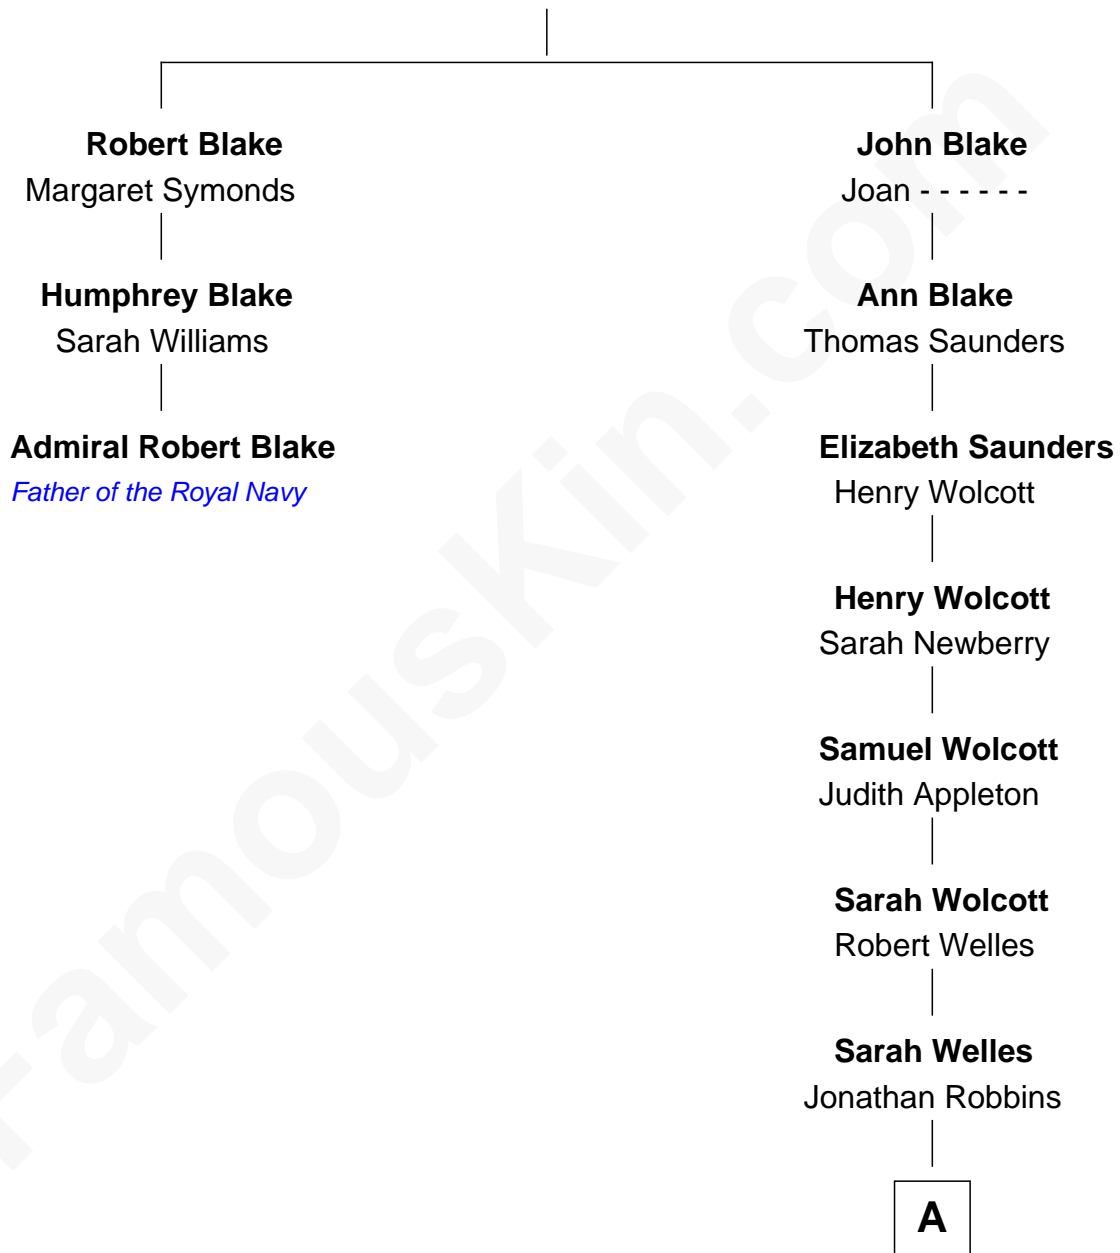 Robert Blake
Margaret Symonds
Humphrey Blake
Sarah Williams
Admiral Robert Blake
Father of the Royal Navy
John Blake
Joan - - - - - -
Ann Blake
Thomas Saunders
Elizabeth Saunders
Henry Wolcott
Henry Wolcott
Sarah Newberry
Samuel Wolcott
Judith Appleton
Sarah Wolcott
Robert Welles
Sarah Welles
Jonathan Robbins
A
FamousKin.com